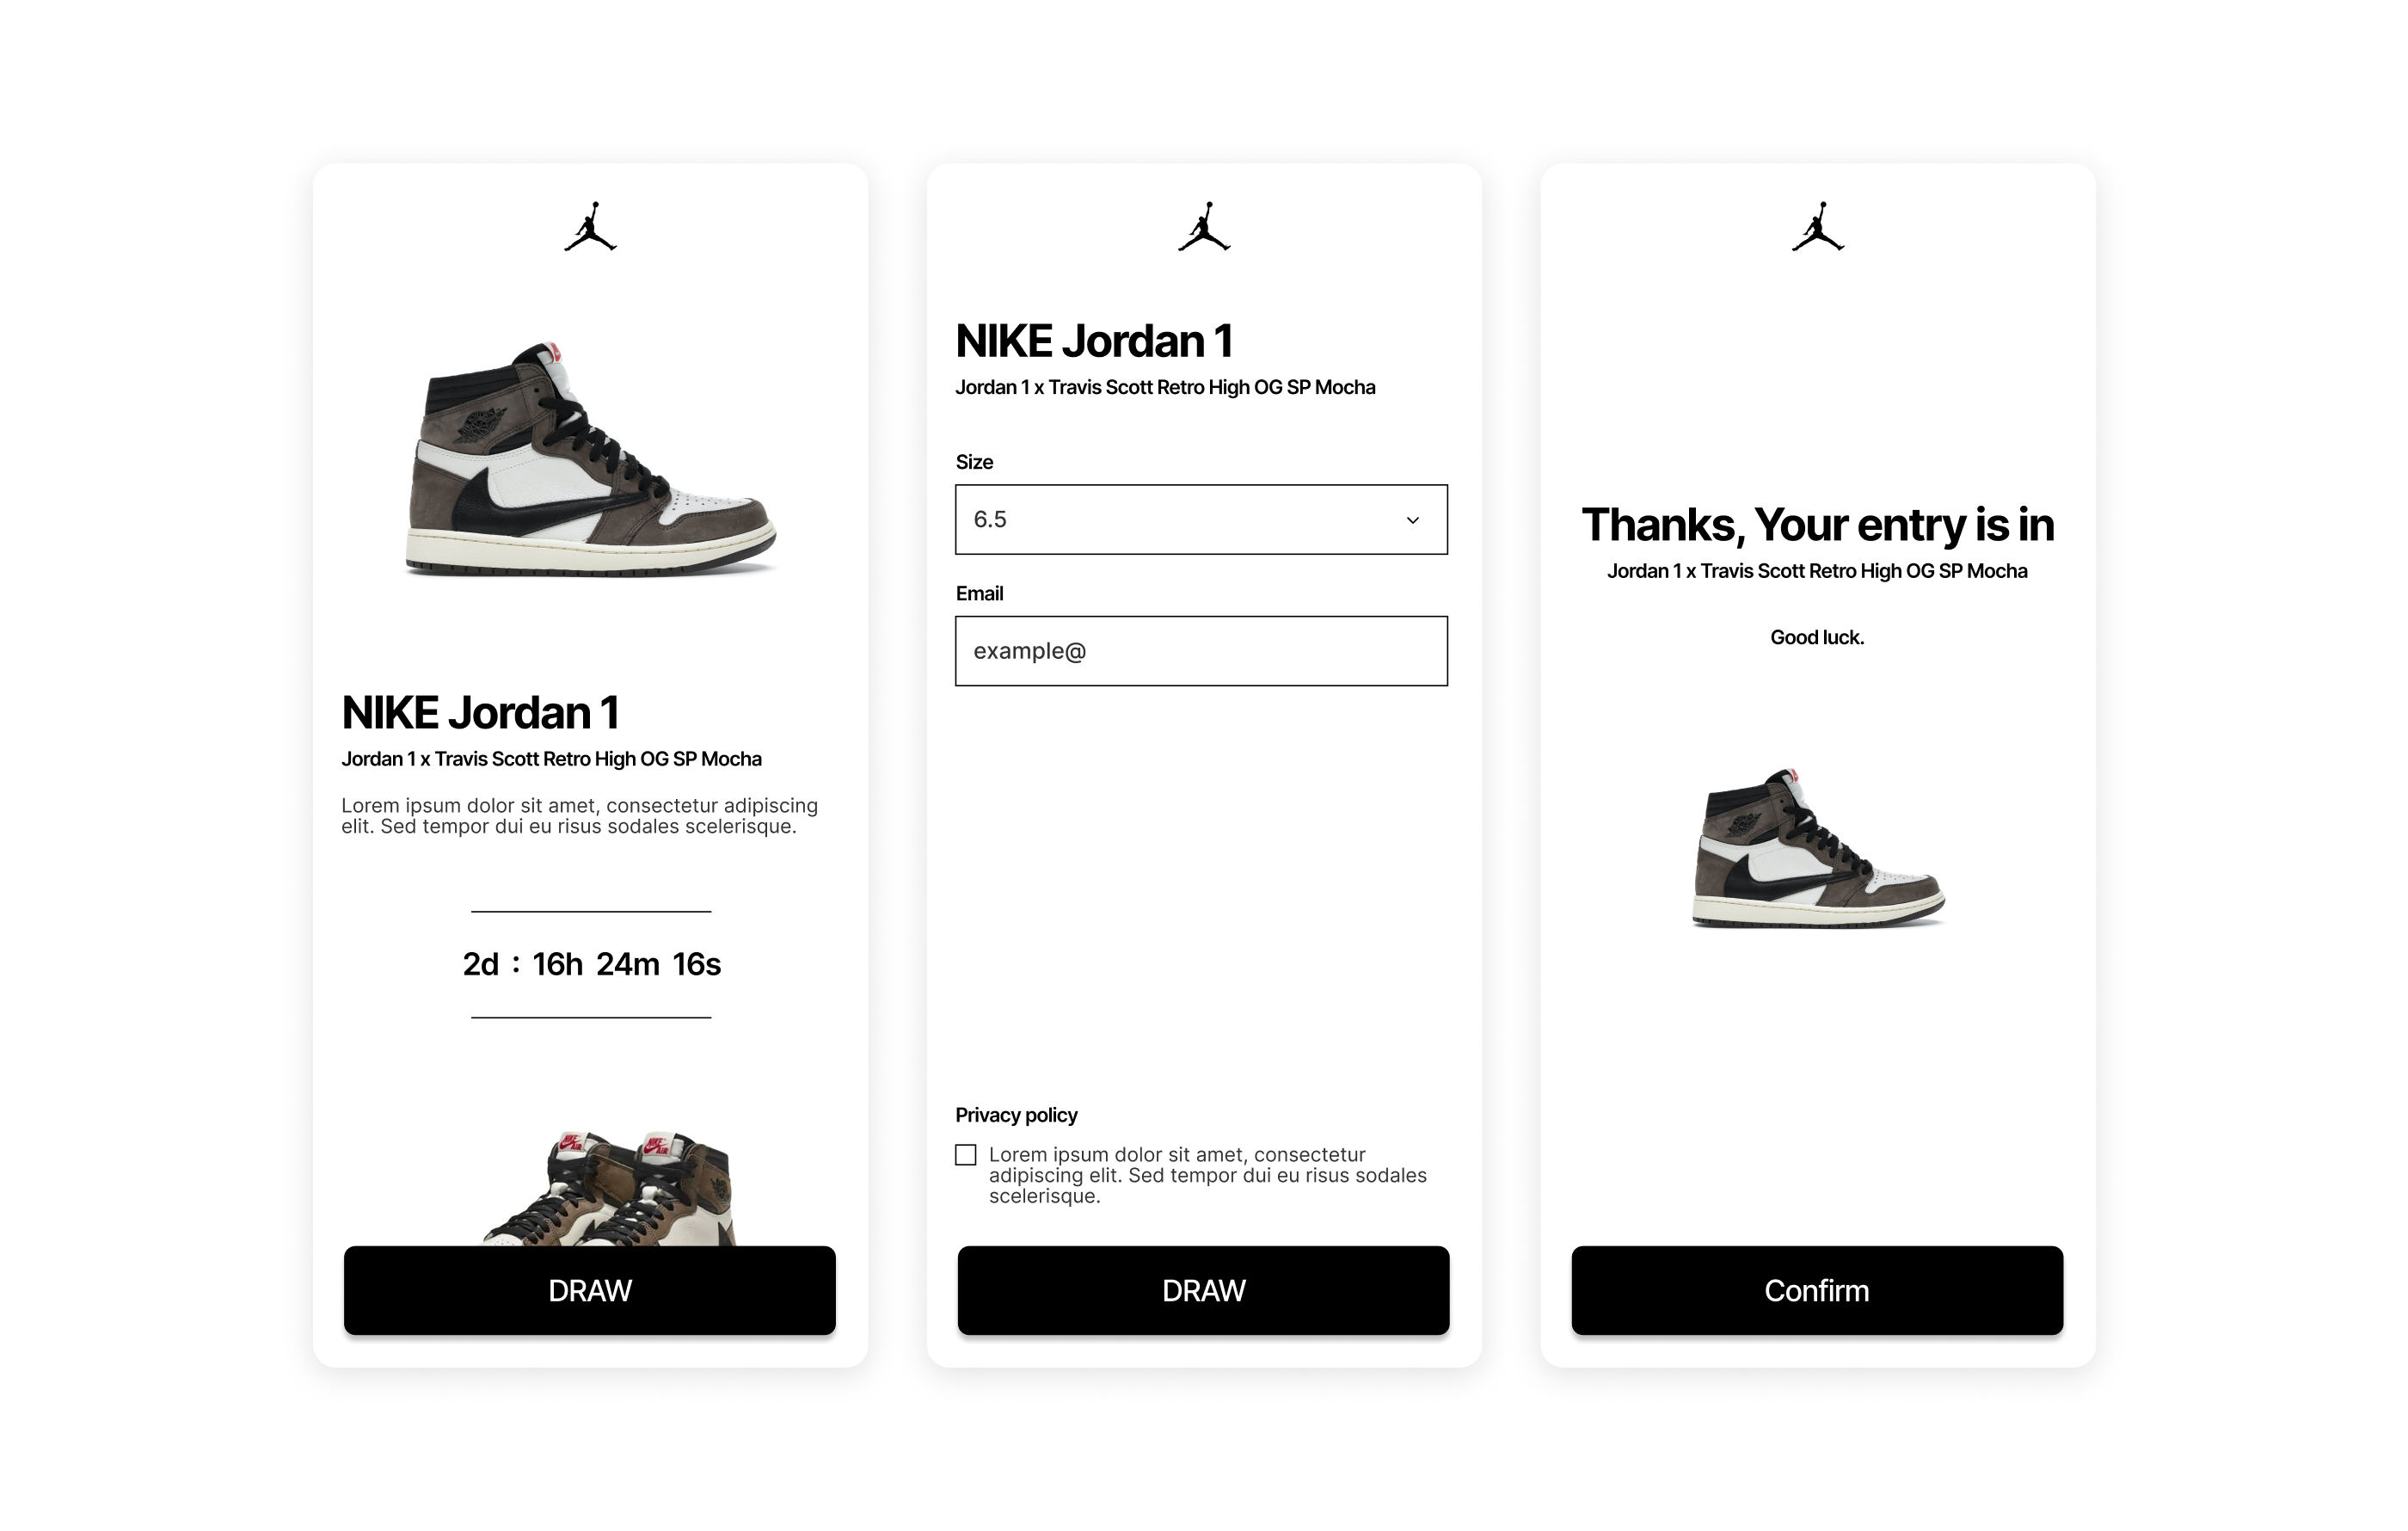 NIKE Jordan 1
Jordan 1 x Travis Scott Retro High OG SP Mocha
Lorem ipsum dolor sit amet, consectetur adipiscing
elit. Sed tempor dui eu risus sodales scelerisque.
2d : 16h 24m 16s
NIKE
AIR
NIKE
AIR
DRAW
NIKE Jordan 1
Jordan 1 x Travis Scott Retro High OG SP Mocha
Size
6.5
Email
example@
Privacy policy
Lorem ipsum dolor sit amet, consectetur
adipiscing elit. Sed tempor dui eu risus sodales
scelerisque.
DRAW
Thanks, Your entry is in
Jordan 1 x Travis Scott Retro High OG SP Mocha
Good luck.
Confirm